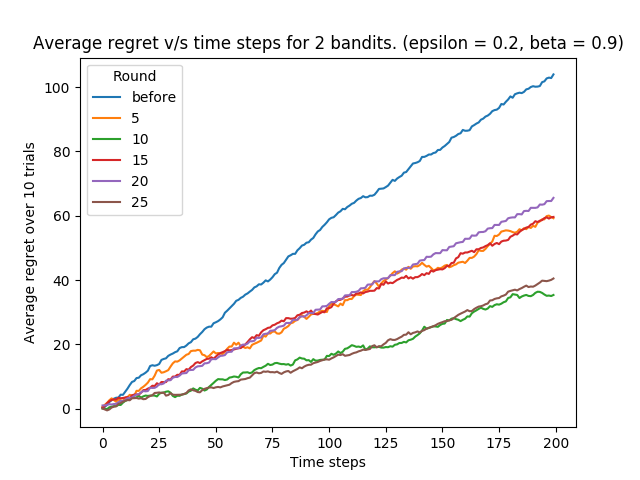 Average regret v/s time steps for 2 bandits. (epsilon = 0.2, beta = 0.9)
Round
before
5
10
15
20
25
Average regret over 10 trials
100
80
60
40
20
0
0 25 50 75 100 125 150 175 200
Time steps